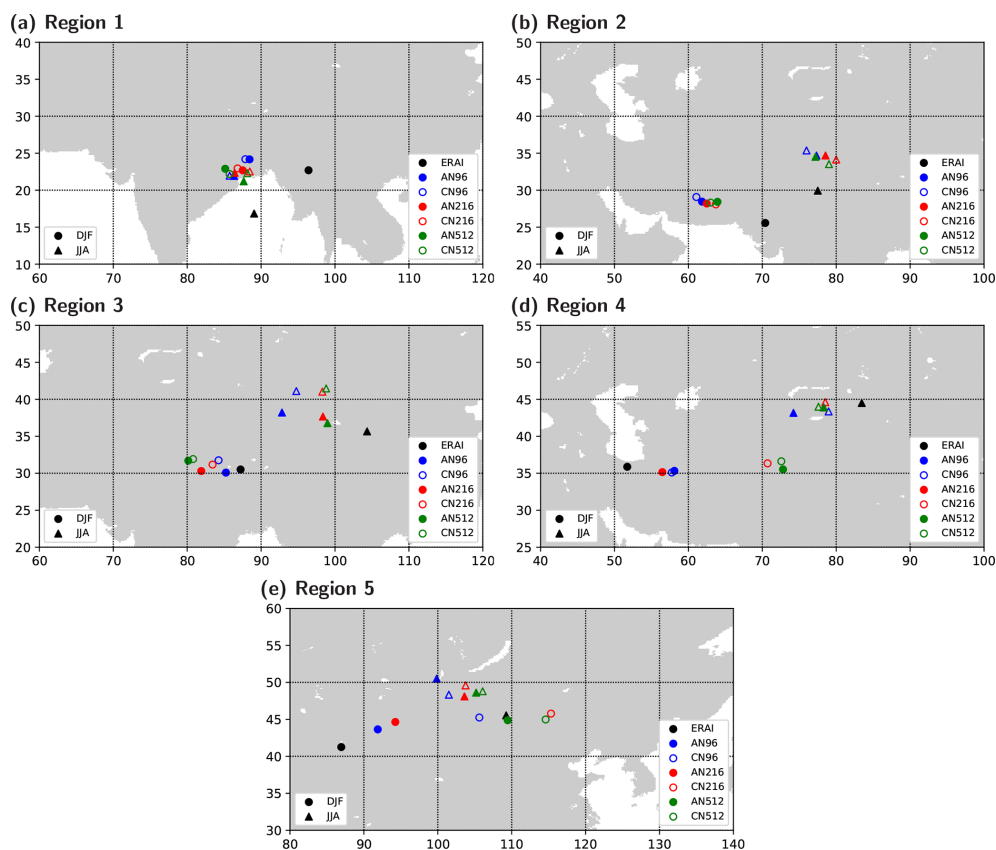 (a) Region 1
40
35
30
25
20
15
10
60 70 80 90 100 110 120
DJF
JJA
ERAI
AN96
CN96
AN216
CN216
AN512
CN512
(b) Region 2
50
45
40
35
30
25
20
40 50 60 70 80 90 100
DJF
JJA
ERAI
AN96
CN96
AN216
CN216
AN512
CN512
(c) Region 3
50
45
40
35
30
25
20
60 70 80 90 100 110 120
DJF
JJA
ERAI
AN96
CN96
AN216
CN216
AN512
CN512
(d) Region 4
55
50
45
40
35
30
25
40 50 60 70 80 90 100
DJF
JJA
ERAI
AN96
CN96
AN216
CN216
AN512
CN512
(e) Region 5
60
55
50
45
40
35
30
80 90 100 110 120 130 140
DJF
JJA
ERAI
AN96
CN96
AN216
CN216
AN512
CN512